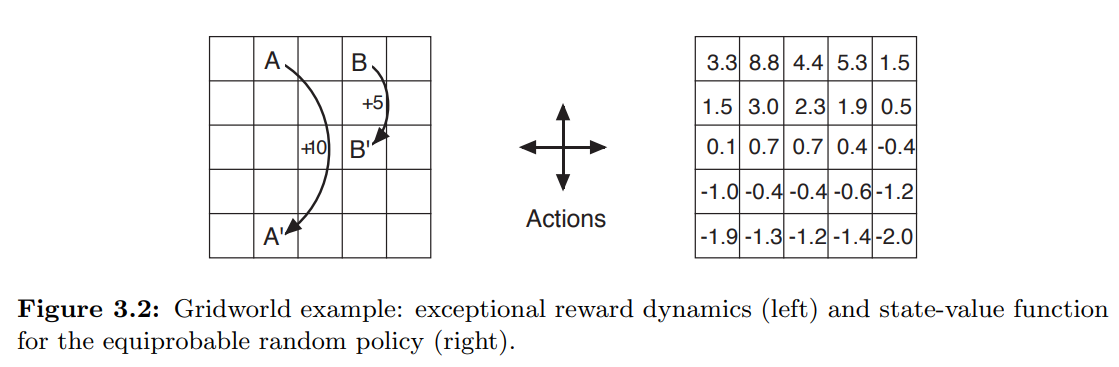 A
B
+5
+10
B'
A'
Actions
3.3 8.8 4.4 5.3 1.5
1.5 3.0 2.3 1.9 0.5
0.1 0.7 0.7 0.4 -0.4
-1.0 -0.4 -0.4 -0.6 -1.2
-1.9 -1.3 -1.2 -1.4 -2.0
Figure 3.2: Gridworld example: exceptional reward dynamics (left) and state-value function
for the equiprobable random policy (right).